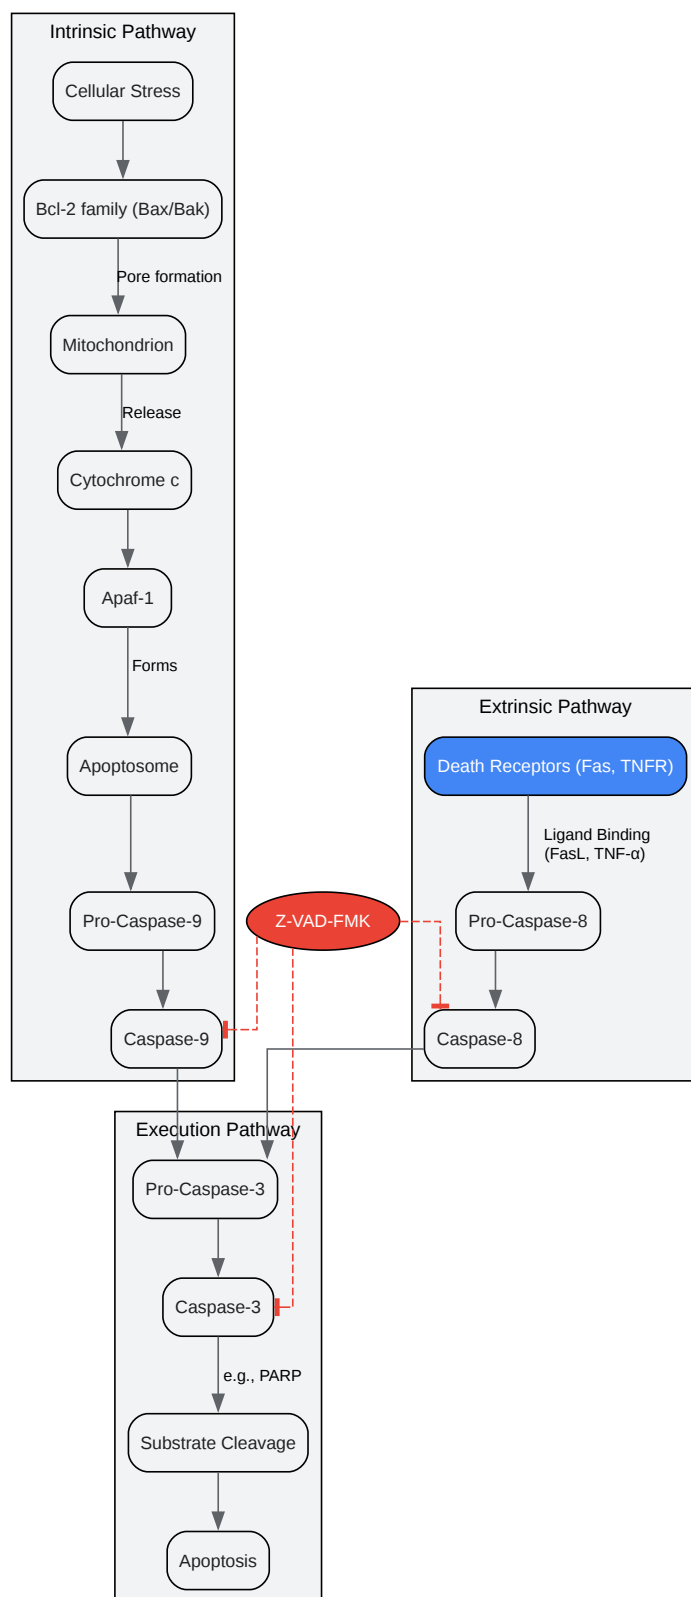 Intrinsic Pathway
Cellular Stress
Bcl-2 family (Bax/Bak)
Pore formation
Mitochondrion
Release
Cytochrome c
Apaf-1
Forms
Apoptosome
Pro-Caspase-9
Caspase-9
Z-VAD-FMK
Extrinsic Pathway
Death Receptors (Fas, TNFR)
Ligand Binding
(FasL, TNF-α)
Pro-Caspase-8
Caspase-8
Execution Pathway
Pro-Caspase-3
Caspase-3
e.g., PARP
Substrate Cleavage
Apoptosis